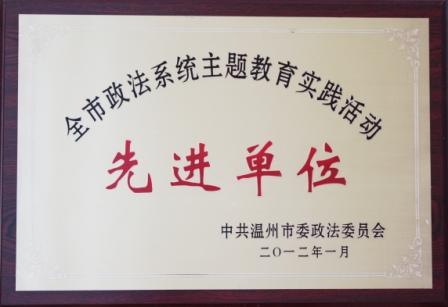 全市政法系统主题教育实践活动
先进单位
中共温州市委政法委员会
二〇一二年一月